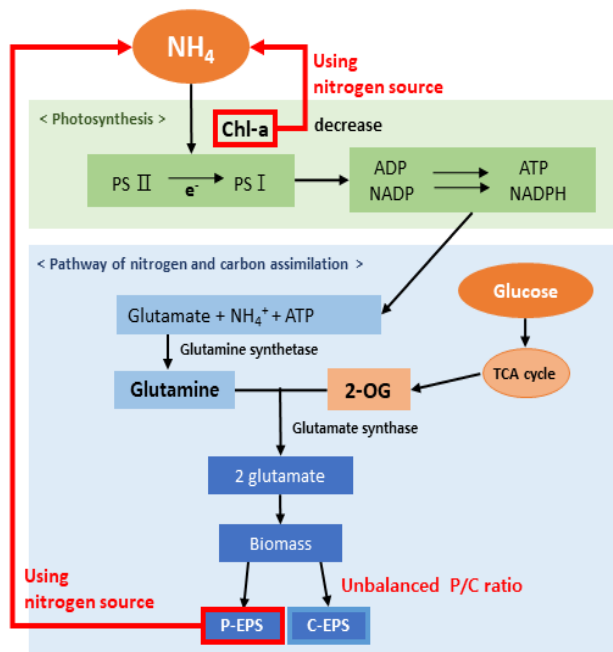 NH₄
Using
nitrogen source
< Photosynthesis >
Chl-a
decrease
PS Ⅱ
e⁻
PS Ⅰ
ADP
NADP
ATP
NADPH
< Pathway of nitrogen and carbon assimilation >
Glucose
Glutamate + NH₄⁺ + ATP
Glutamine synthetase
TCA cycle
Glutamine
2-OG
Glutamate synthase
2 glutamate
Biomass
Using
nitrogen source
Unbalanced P/C ratio
P-EPS
C-EPS